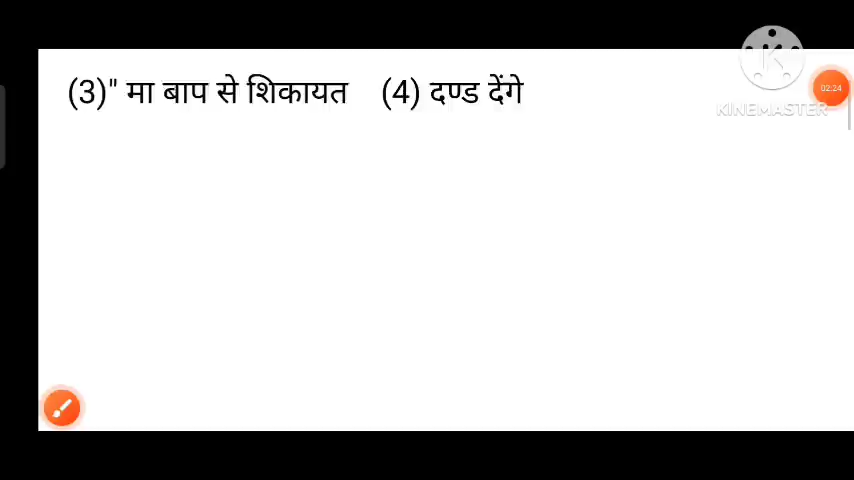 (3)" मा बाप से शिकायत (4) दण्ड देंगे
KINEMASTER
02:24